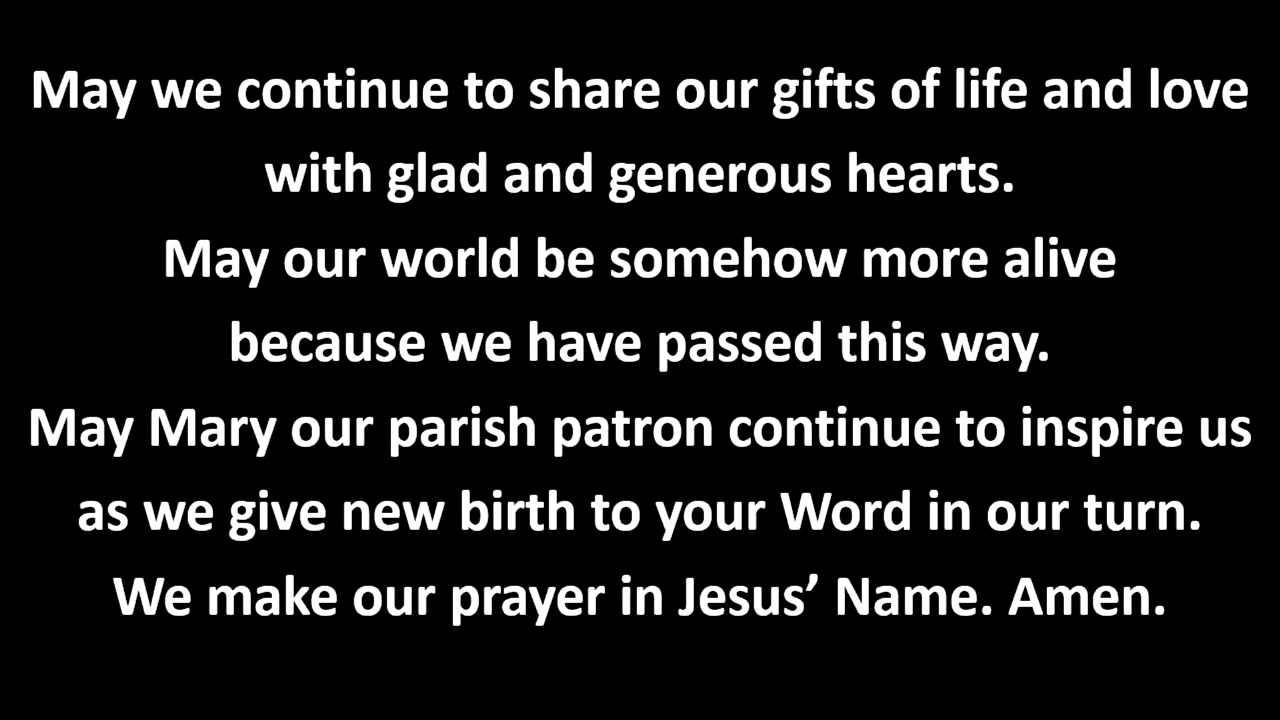 May we continue to share our gifts of life and love
with glad and generous hearts.
May our world be somehow more alive
because we have passed this way.
May Mary our parish patron continue to inspire us
as we give new birth to your Word in our turn.
We make our prayer in Jesus’ Name. Amen.